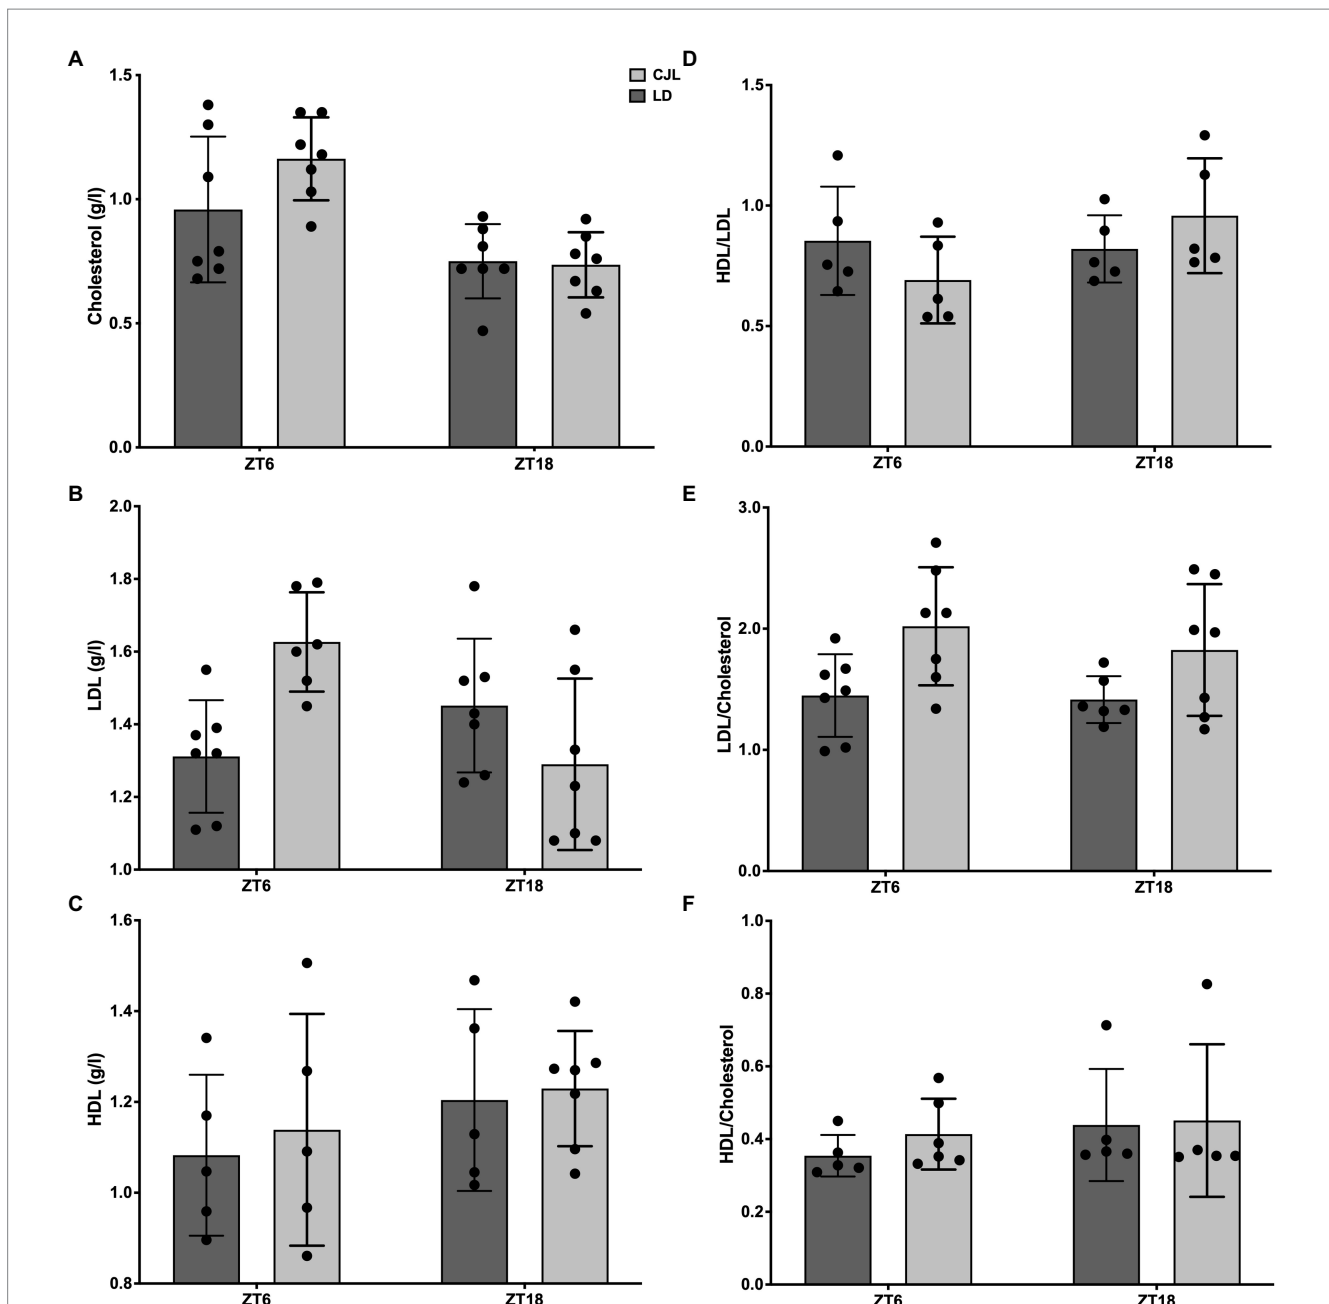 A
Cholesterol (g/l)
1.5
1.0
0.5
0.0
ZT6
ZT18
CJL
LD
D
HDL/LDL
1.5
1.0
0.5
0.0
ZT6
ZT18
B
LDL (g/l)
2.0
1.8
1.6
1.4
1.2
1.0
ZT6
ZT18
E
LDL/Cholesterol
3.0
2.0
1.0
0.0
ZT6
ZT18
C
HDL (g/l)
1.6
1.4
1.2
1.0
0.8
ZT6
ZT18
F
HDL/Cholesterol
1.0
0.8
0.6
0.4
0.2
0.0
ZT6
ZT18